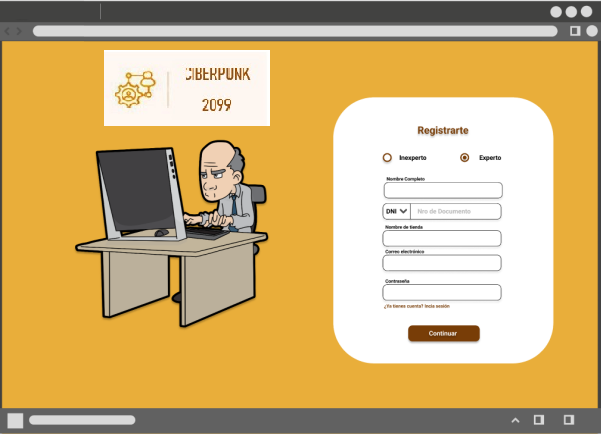 CIBERPUNK
2099
Registrarte
Inexperto Experto
Nombre Completo
DNI Nro de Documento
Nombre de tienda
Correo electrónico
Contraseña
¿Ya tienes cuenta? Inicia sesión
Continuar